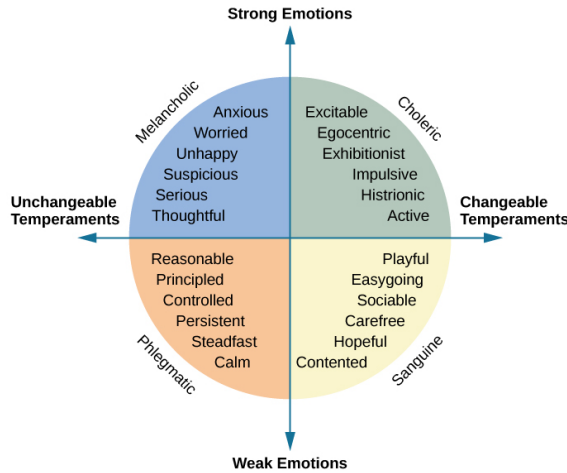 Strong Emotions
Melancholic
Choleric
Anxious
Worried
Unhappy
Suspicious
Serious
Thoughtful
Excitable
Egocentric
Exhibitionist
Impulsive
Histrionic
Active
Unchangeable
Temperaments
Changeable
Temperaments
Reasonable
Principled
Controlled
Persistent
Steadfast
Calm
Playful
Easygoing
Sociable
Carefree
Hopeful
Contented
Phlegmatic
Sanguine
Weak Emotions